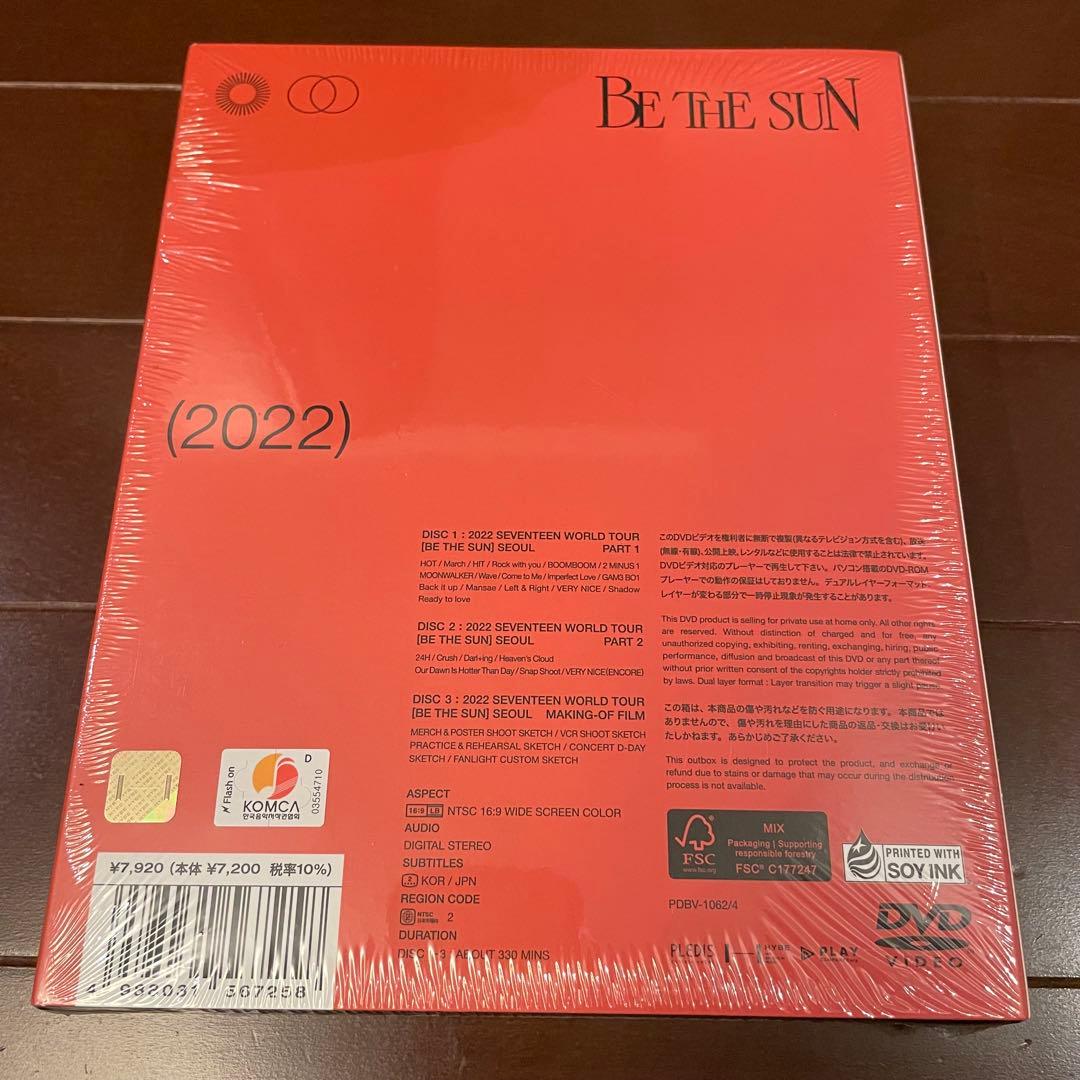 BE THE SUN
(2022)
DISC 1 : 2022 SEVENTEEN WORLD TOUR
[BE THE SUN] SEOUL PART 1
HOT / March / HIT / Rock with you / BOOMBOOM / 2 MINUS 1
MOONWALKER / Wave / Come to Me / Imperfect Love / GAM3 BO1
Back it up / Mansae / Left & Right / VERY NICE / Shadow
Ready to love
DISC 2 : 2022 SEVENTEEN WORLD TOUR
[BE THE SUN] SEOUL PART 2
24H / Crush / Darl+ing / Heaven's Cloud
Our Dawn Is Hotter Than Day / Snap Shoot / VERY NICE(ENCORE)
DISC 3 : 2022 SEVENTEEN WORLD TOUR
[BE THE SUN] SEOUL MAKING-OF FILM
MERCH & POSTER SHOOT SKETCH / VCR SHOOT SKETCH
PRACTICE & REHEARSAL SKETCH / CONCERT D-DAY
SKETCH / FANLIGHT CUSTOM SKETCH
ASPECT
16:9 LB NTSC 16:9 WIDE SCREEN COLOR
AUDIO
DIGITAL STEREO
SUBTITLES
2 KOR / JPN
REGION CODE
NTSC 日本市場向 2
DURATION
DISC 1-3 / ABOUT 330 MINS
このDVDビデオを権利者に無断で複製(異なるテレビジョン方式を含む)、放送
(無線・有線)、公開上映、レンタルなどに使用することは法律で禁止されています。
DVDビデオ対応のプレーヤーで再生して下さい。パソコン搭載のDVD-ROM
プレーヤーでの動作の保証はしておりません。デュアルレイヤーフォーマット
レイヤーが変わる部分で一時停止現象が発生することがあります。
This DVD product is selling for private use at home only. All other rights
are reserved. Without distinction of charged and for free, any
unauthorized copying, exhibiting, renting, exchanging, hiring, public
performance, diffusion and broadcast of this DVD or any part thereof
without prior written consent of the copyrights holder strictly prohibited
by laws. Dual layer format : Layer transition may trigger a slight pause.
この箱は、本商品の傷や汚れなどを防ぐ用途になります。本商品では
ありませんので、傷や汚れを理由にした商品の返品・交換はお受けい
たしかねます。あらかじめご了承ください。
This outbox is designed to protect the product, and exchange or
refund due to stains or damage that may occur during the distribution
process is not available.
Flash on
D
KOMCA
한국음악저작권협회
03554710
¥7,920 (本体 ¥7,200 税率10%)
4 988031 567258
FSC
www.fsc.org
MIX
Packaging | Supporting
responsible forestry
FSC® C177247
PRINTED WITH
SOY INK
PDBV-1062/4
PLEDIS
HYBE
PLAY
DVD
VIDEO